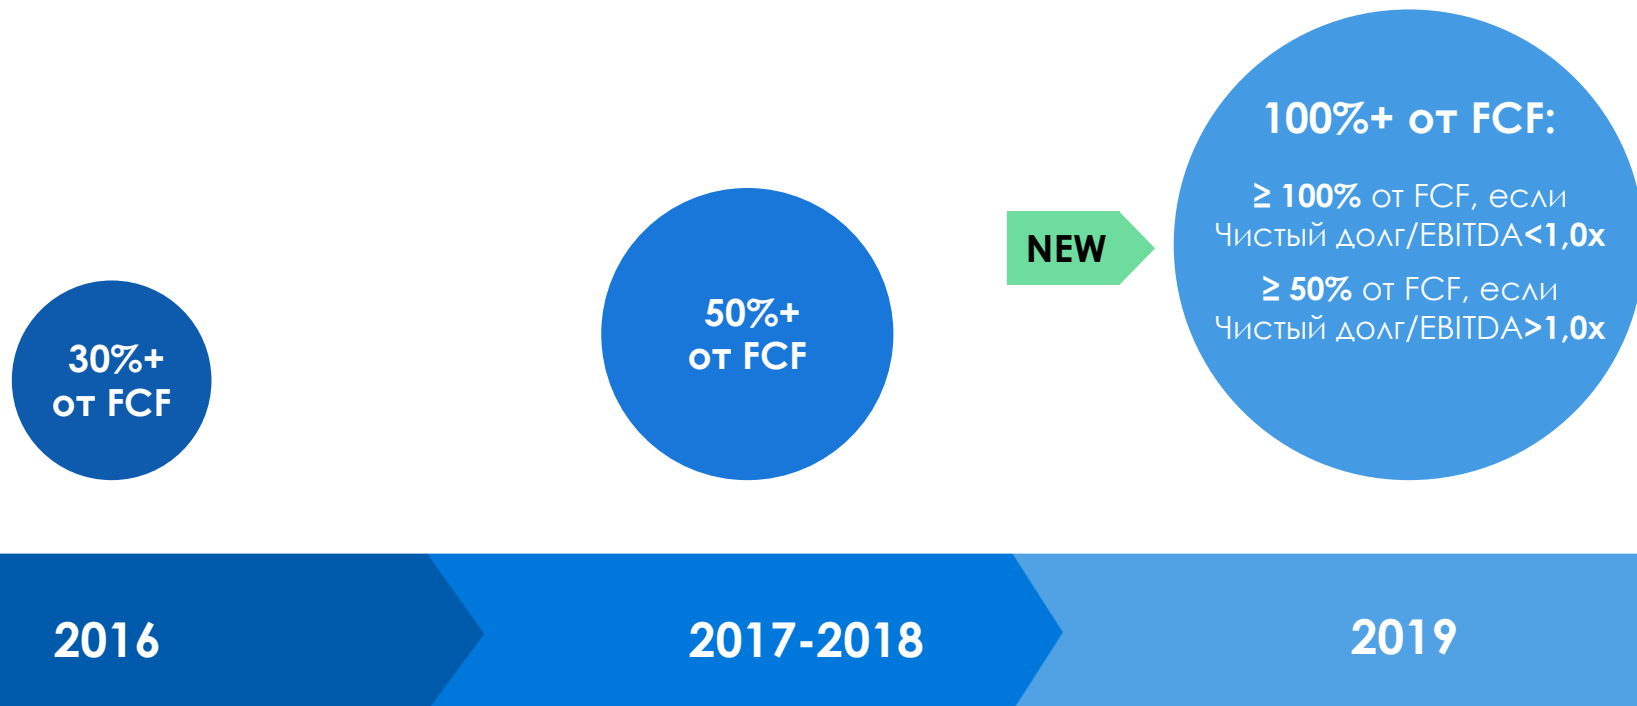 30%+
от FCF
50%+
от FCF
NEW
100%+ от FCF:
≥ 100% от FCF, если
Чистый долг/EBITDA<1,0x
≥ 50% от FCF, если
Чистый долг/EBITDA>1,0x
2016
2017-2018
2019